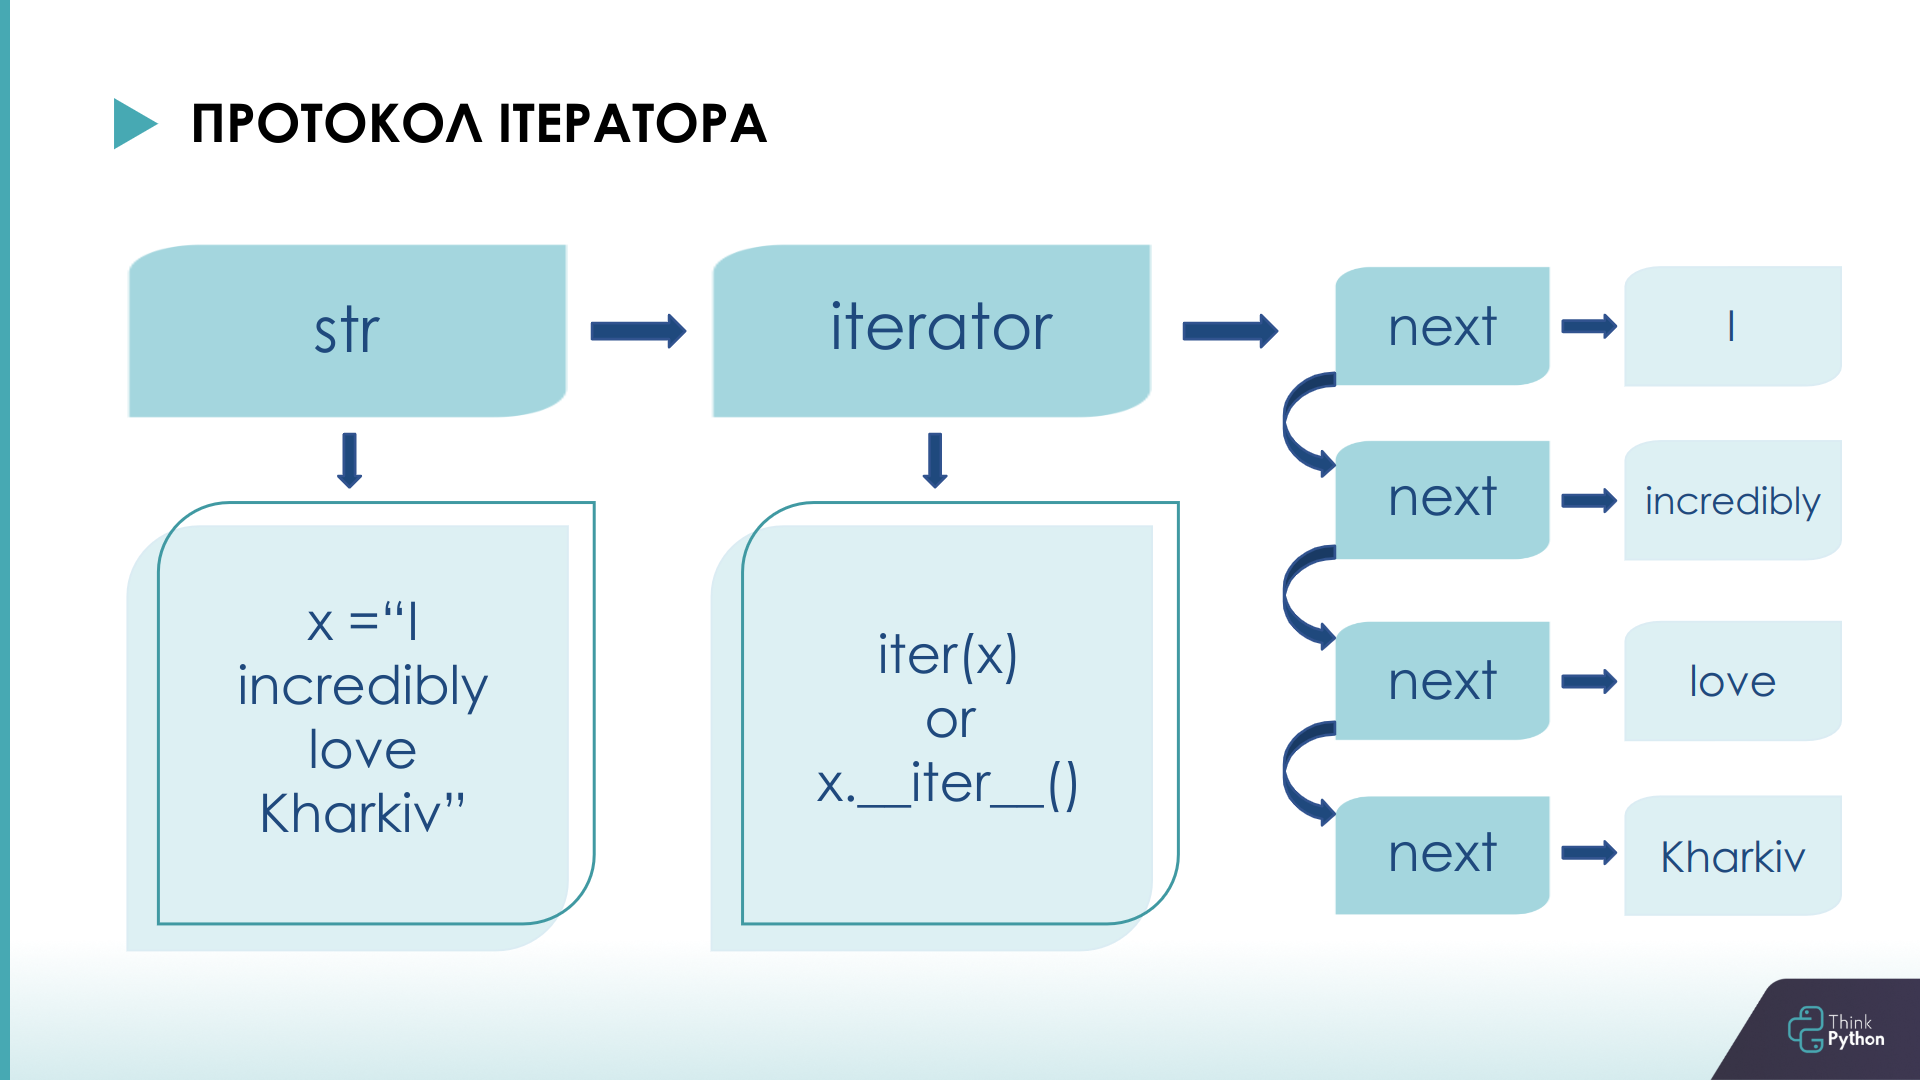 ПРОТОКОЛ ІТЕРАТОРА
str
iterator
x =“I
incredibly
love
Kharkiv”
iter(x)
or
x.__iter__()
next
I
next
incredibly
next
love
next
Kharkiv
Think
Python